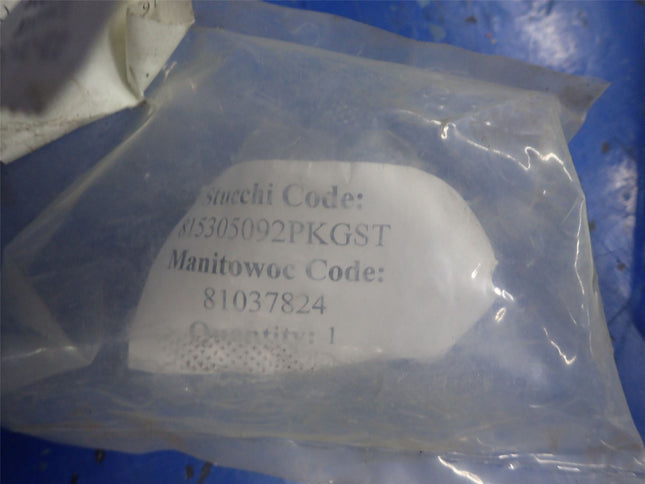 Stucchi Code:
815305092PKGST
Manitowoc Code:
81037824
Quantity: 1